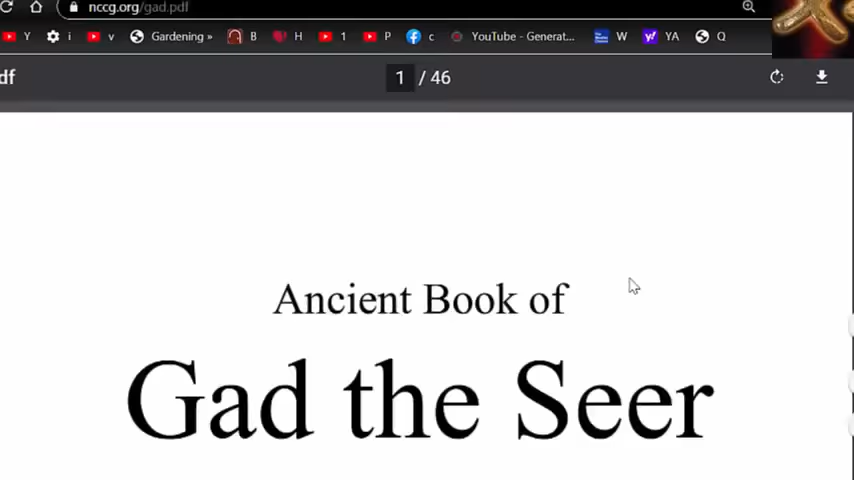 nccg.org/gad.pdf
Y i v Gardening » B H 1 P c YouTube - Generat... W YA Q
df 1 / 46
Ancient Book of
Gad the Seer